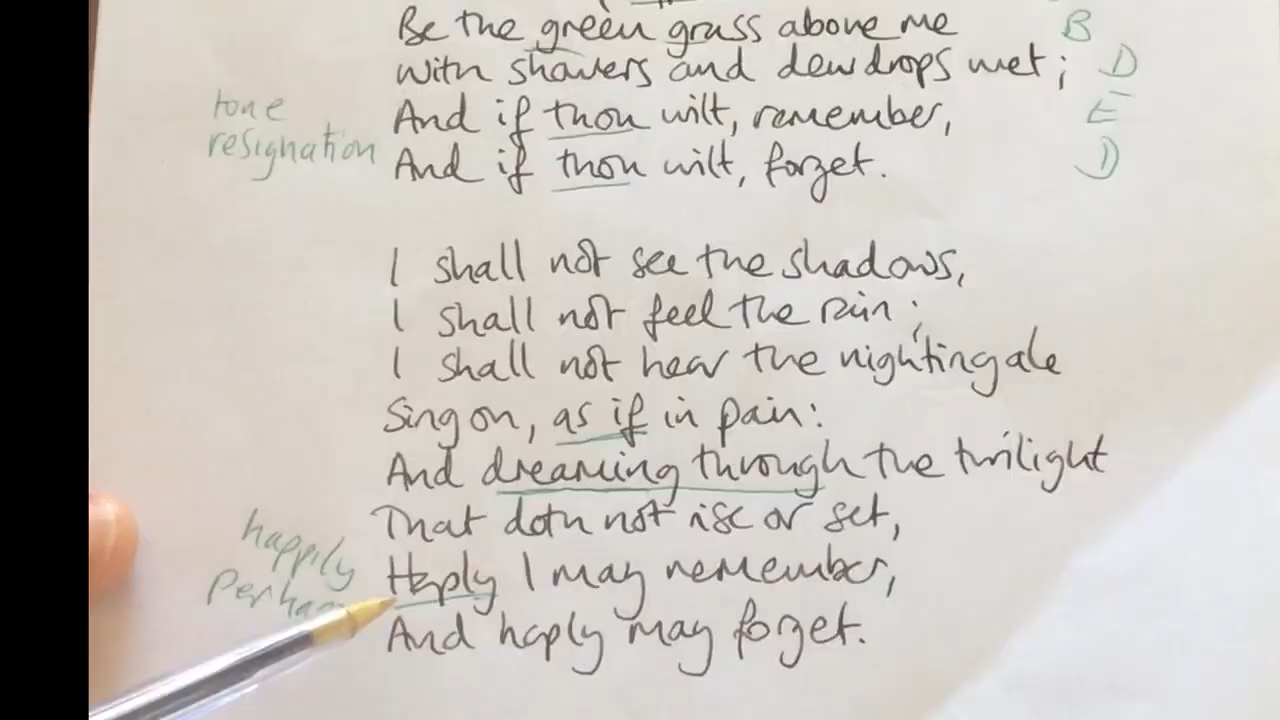 Be the green grass above me B
with showers and dewdrops wet; D
tone
And if thou wilt, remember, E
resignation And if thou wilt, forget. D
I shall not see the shadows,
I shall not feel the rain;
I shall not hear the nightingale
Sing on, as if in pain:
And dreaming through the twilight
That doth not rise or set,
happily
Haply I may remember,
And haply may forget.